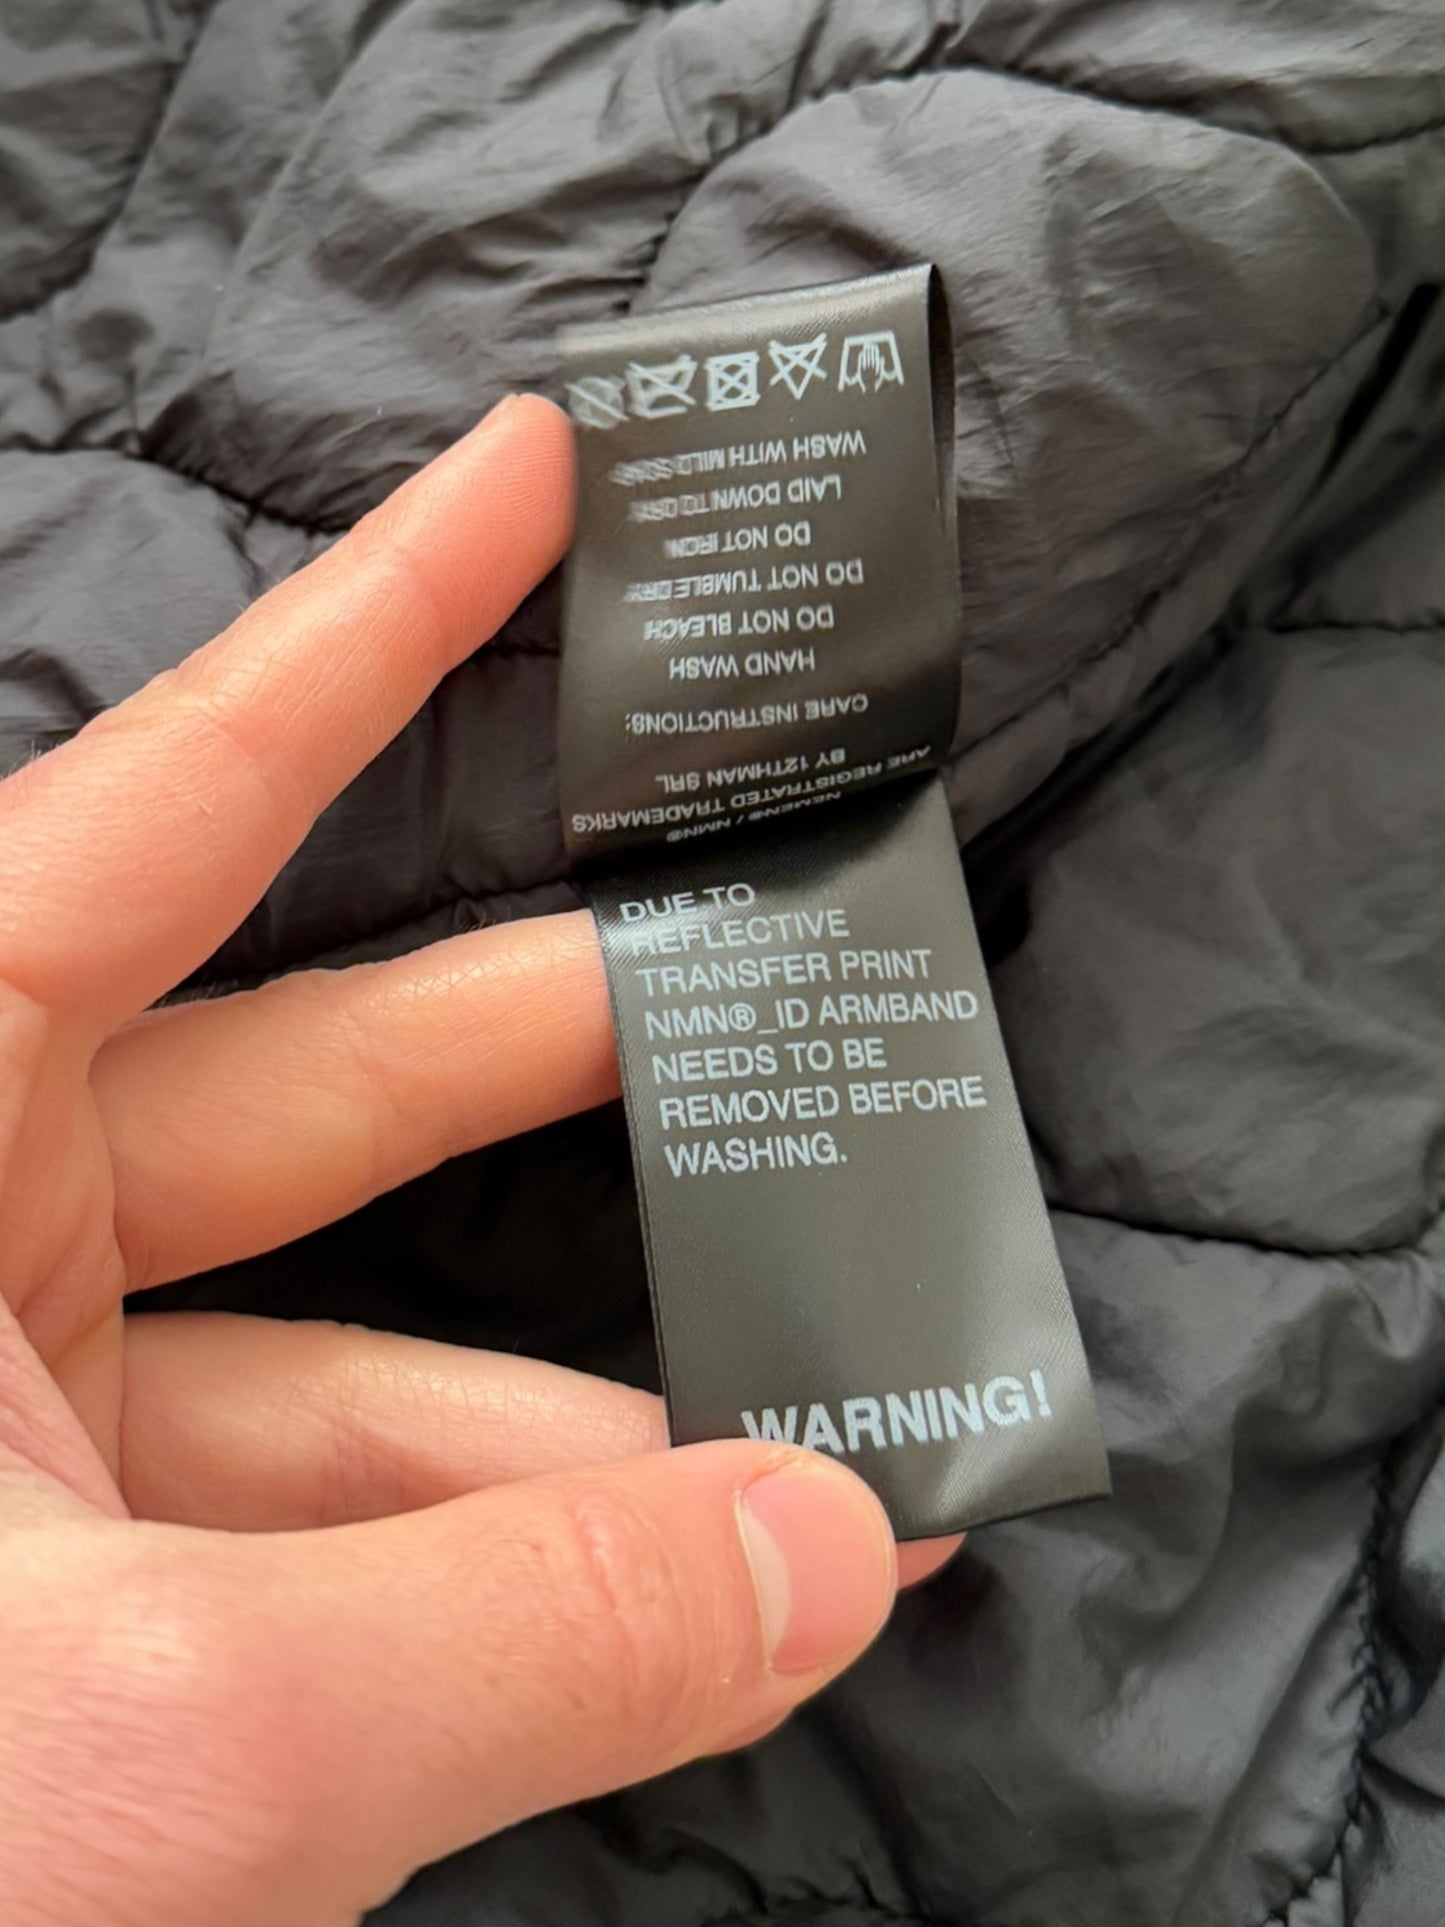 NEMEN® / NMN®
ARE REGISTRATED TRADEMARKS
BY 12THMAN SRL
CARE INSTRUCTIONS:
HAND WASH
DO NOT BLEACH
DO NOT TUMBLE DRY
DO NOT IRON
LAID DOWN TO DRY
WASH WITH MILD SOAP
DUE TO
REFLECTIVE
TRANSFER PRINT
NMN®_ID ARMBAND
NEEDS TO BE
REMOVED BEFORE
WASHING.
WARNING!